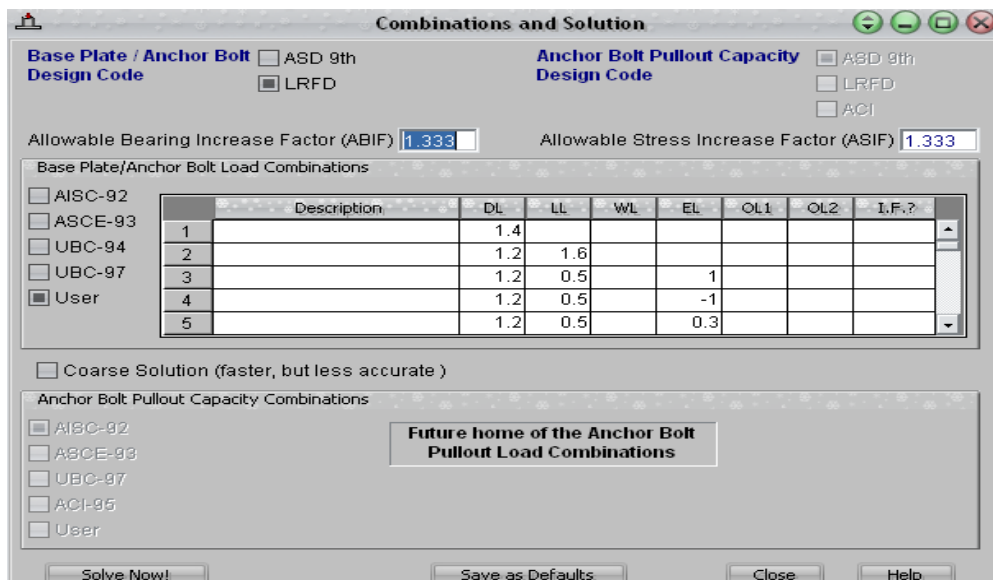 Combinations and Solution
Base Plate / Anchor Bolt Design Code
ASD 9th
LRFD
Anchor Bolt Pullout Capacity Design Code
ASD 9th
LRFD
ACI
Allowable Bearing Increase Factor (ABIF) 1.333
Allowable Stress Increase Factor (ASIF) 1.333
Base Plate/Anchor Bolt Load Combinations
AISC-92
ASCE-93
UBC-94
UBC-97
User
Description DL LL WL EL OL1 OL2 I.F.?
1 1.4
2 1.2 1.6
3 1.2 0.5 1
4 1.2 0.5 -1
5 1.2 0.5 0.3
Coarse Solution (faster, but less accurate )
Anchor Bolt Pullout Capacity Combinations
AISC-92
ASCE-93
UBC-97
ACI-95
User
Future home of the Anchor Bolt
Pullout Load Combinations
Solve Now! Save as Defaults Close Help